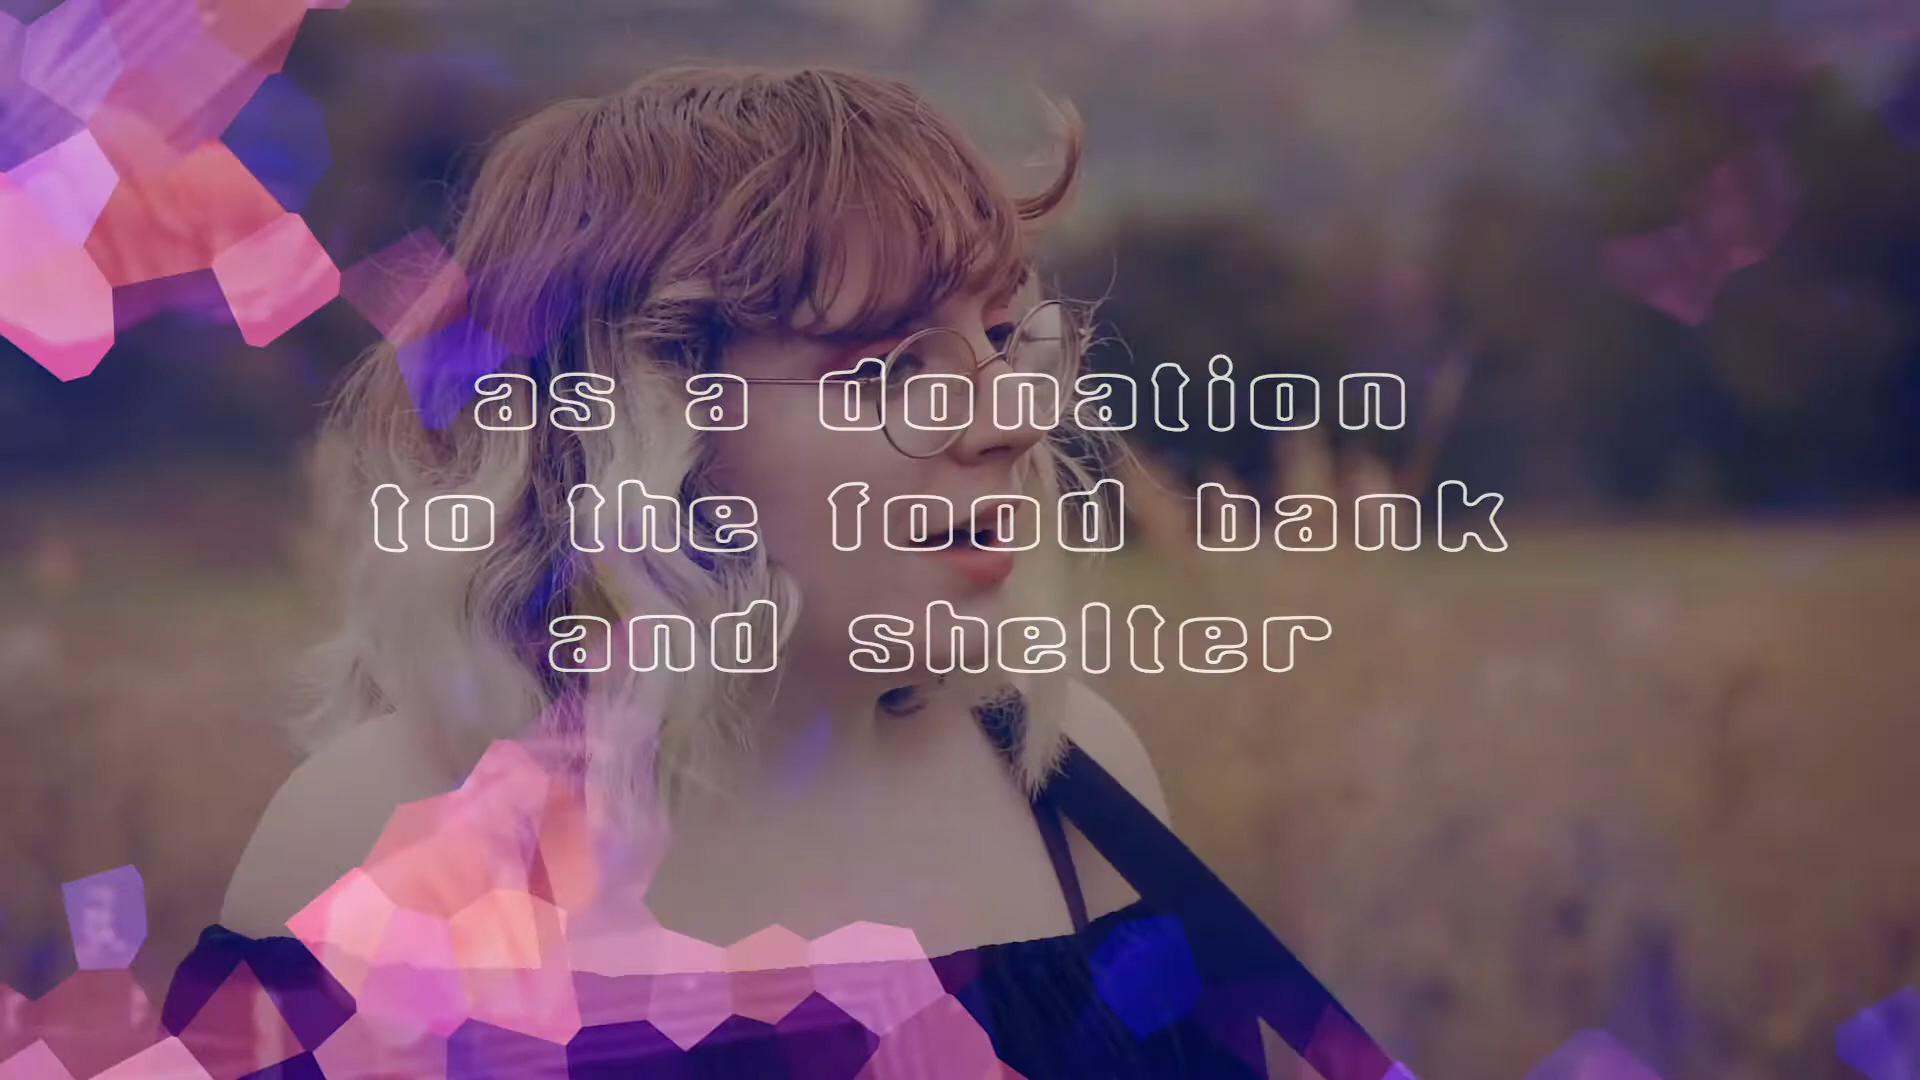 as a donation
to the food bank
and shelter